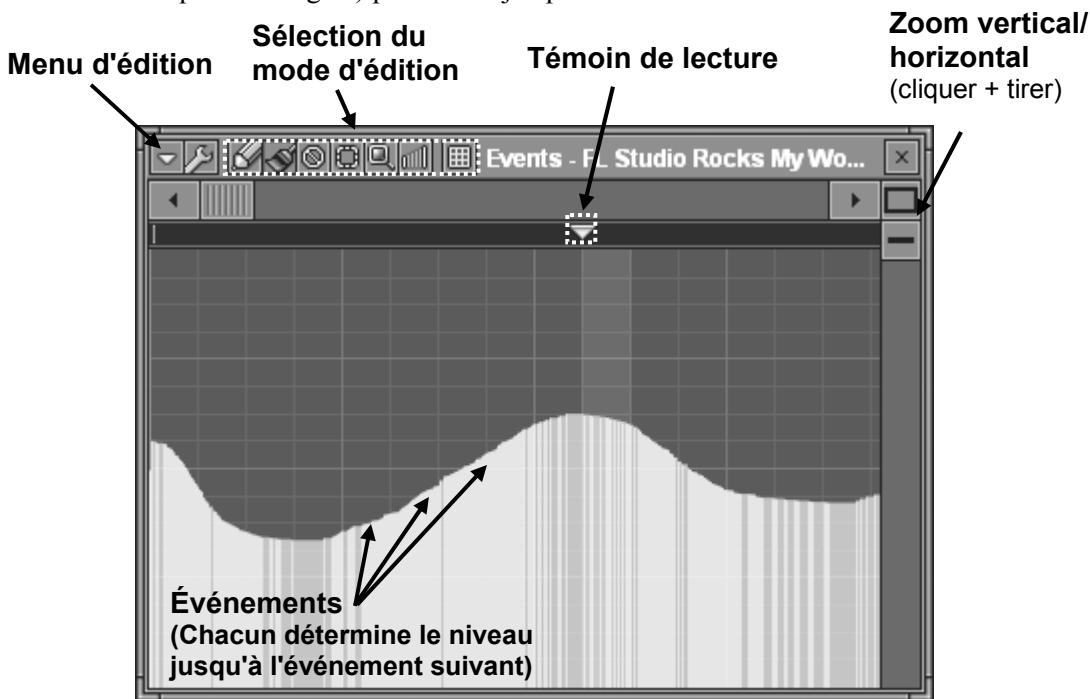 Zoom vertical/
horizontal
(cliquer + tirer)
Sélection du
mode d'édition
Témoin de lecture
Menu d'édition
Events - FL Studio Rocks My Wo...
Événements
(Chacun détermine le niveau
jusqu'à l'événement suivant)